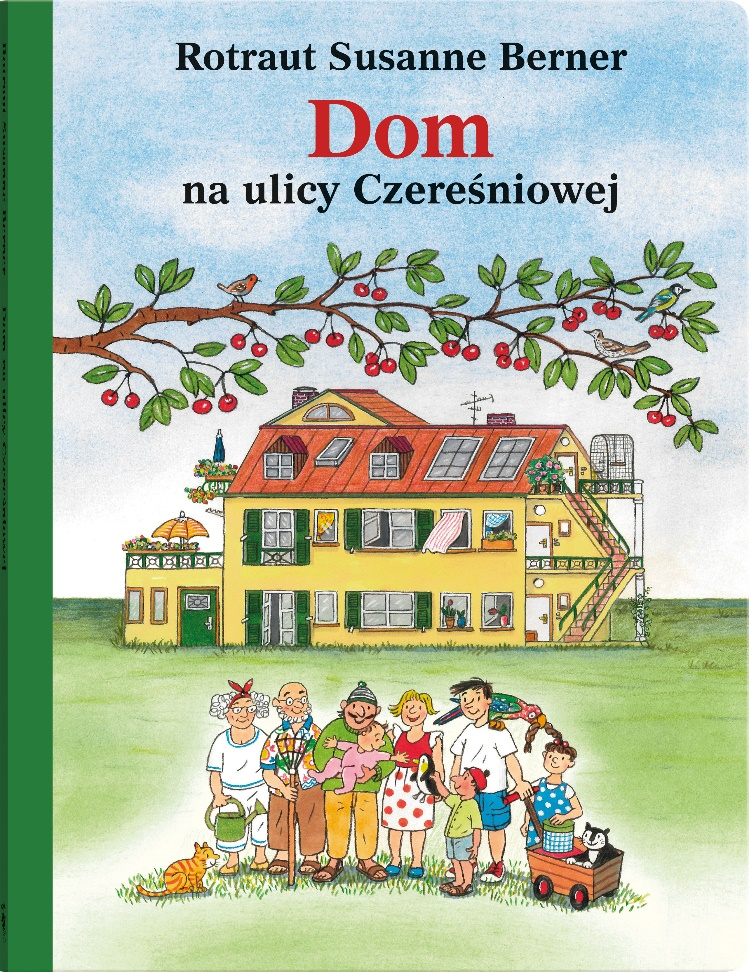 Rotraut Susanne Berner
Dom
na ulicy Czereśniowej